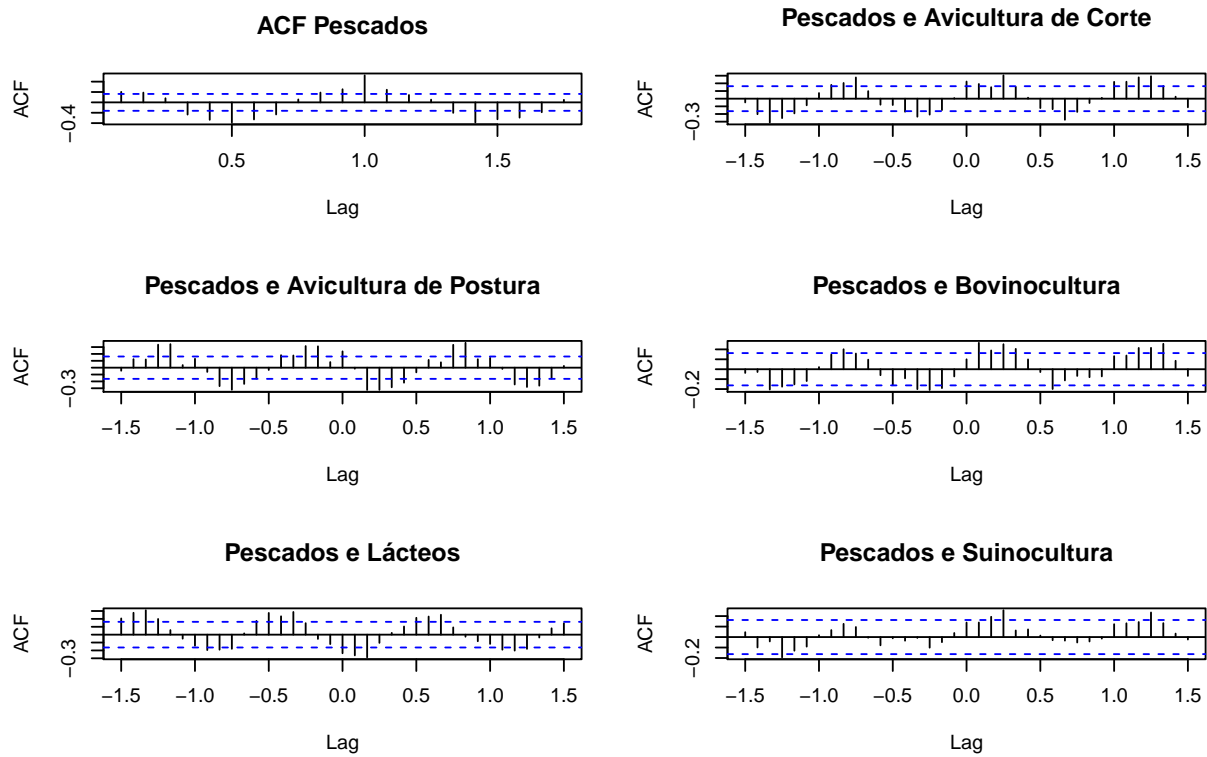 ACF Pescados
ACF
−0.4
0.5 1.0 1.5
Lag
Pescados e Avicultura de Corte
ACF
−0.3
−1.5 −1.0 −0.5 0.0 0.5 1.0 1.5
Lag
Pescados e Avicultura de Postura
ACF
−0.3
−1.5 −1.0 −0.5 0.0 0.5 1.0 1.5
Lag
Pescados e Bovinocultura
ACF
−0.2
−1.5 −1.0 −0.5 0.0 0.5 1.0 1.5
Lag
Pescados e Lácteos
ACF
−0.3
−1.5 −1.0 −0.5 0.0 0.5 1.0 1.5
Lag
Pescados e Suinocultura
ACF
−0.2
−1.5 −1.0 −0.5 0.0 0.5 1.0 1.5
Lag